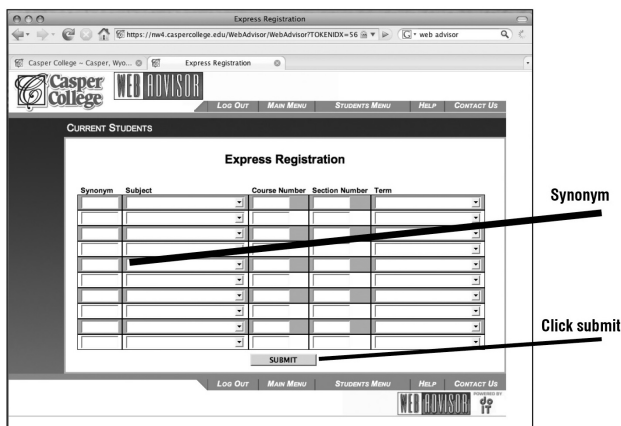 Express Registration
https://nw4.caspercollege.edu/WebAdvisor/WebAdvisor?TOKENIDX=56
G web advisor
Casper College – Casper, Wyo...
Express Registration
Casper College
WEB ADVISOR
LOG OUT MAIN MENU STUDENTS MENU HELP CONTACT US
CURRENT STUDENTS
Express Registration
Synonym Subject Course Number Section Number Term
Synonym
Click submit
SUBMIT
LOG OUT MAIN MENU STUDENTS MENU HELP CONTACT US
WEB ADVISOR
POWERED BY
do IT